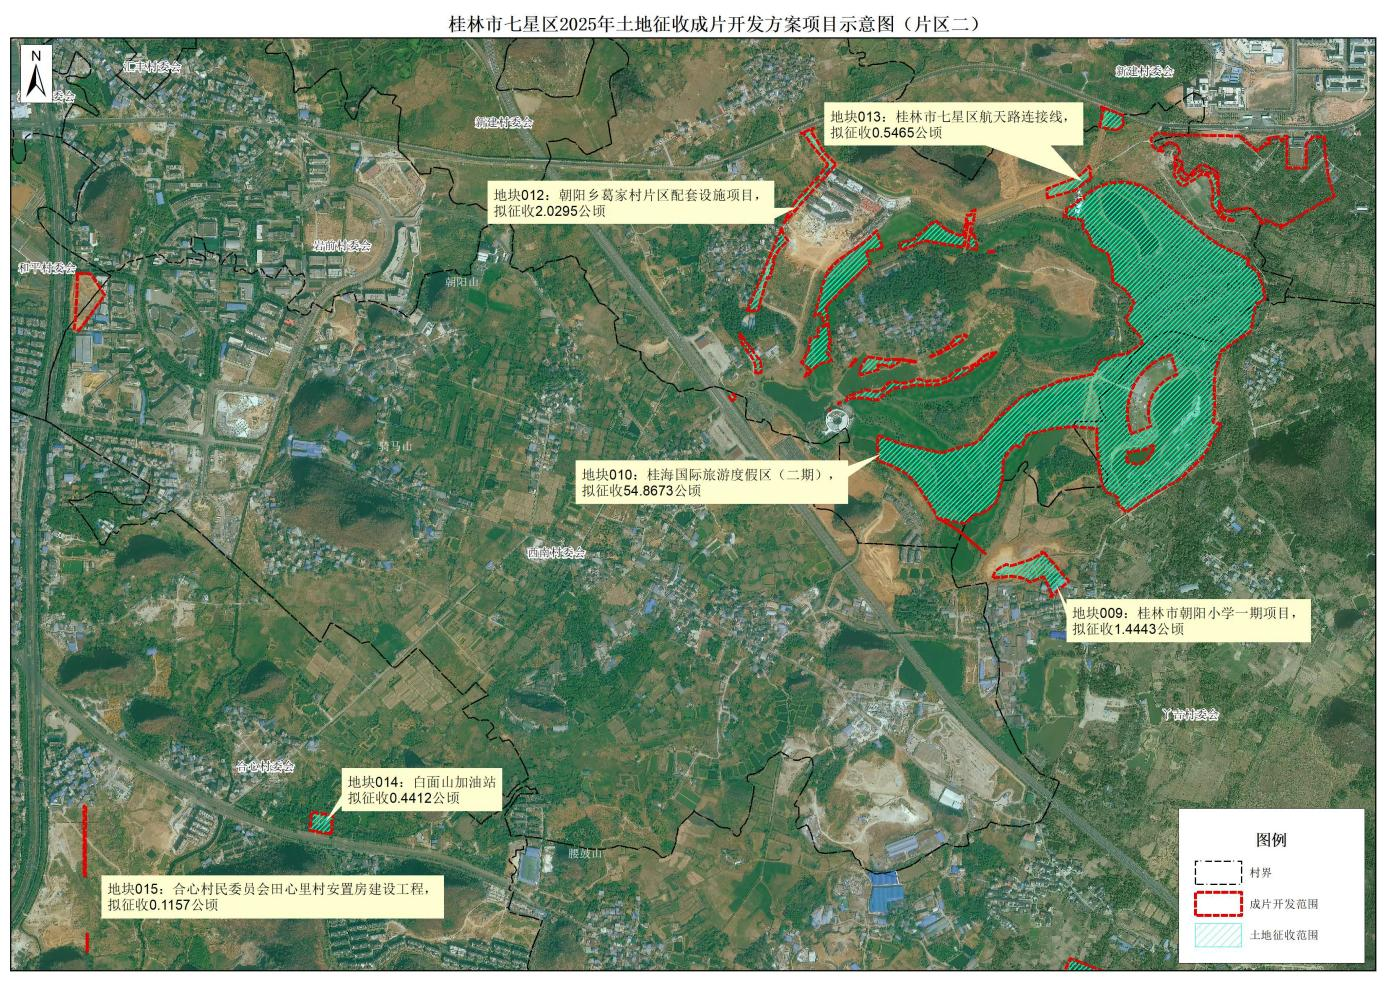 桂林市七星区2025年土地征收成片开发方案项目示意图（片区二）
N
汇丰村委会
新建村委会
新建村委会
地块013：桂林市七星区航天路连接线，
拟征收0.5465公顷
地块012：朝阳乡葛家村片区配套设施项目，
拟征收2.0295公顷
岩前村委会
和平村委会
朝阳山
骑马山
地块010：桂海国际旅游度假区（二期），
拟征收54.8673公顷
西南村委会
地块009：桂林市朝阳小学一期项目，
拟征收1.4443公顷
丫吉村委会
合心村委会
地块014：白面山加油站
拟征收0.4412公顷
腰鼓山
地块015：合心村民委员会田心里村安置房建设工程，
拟征收0.1157公顷
图例
村界
成片开发范围
土地征收范围